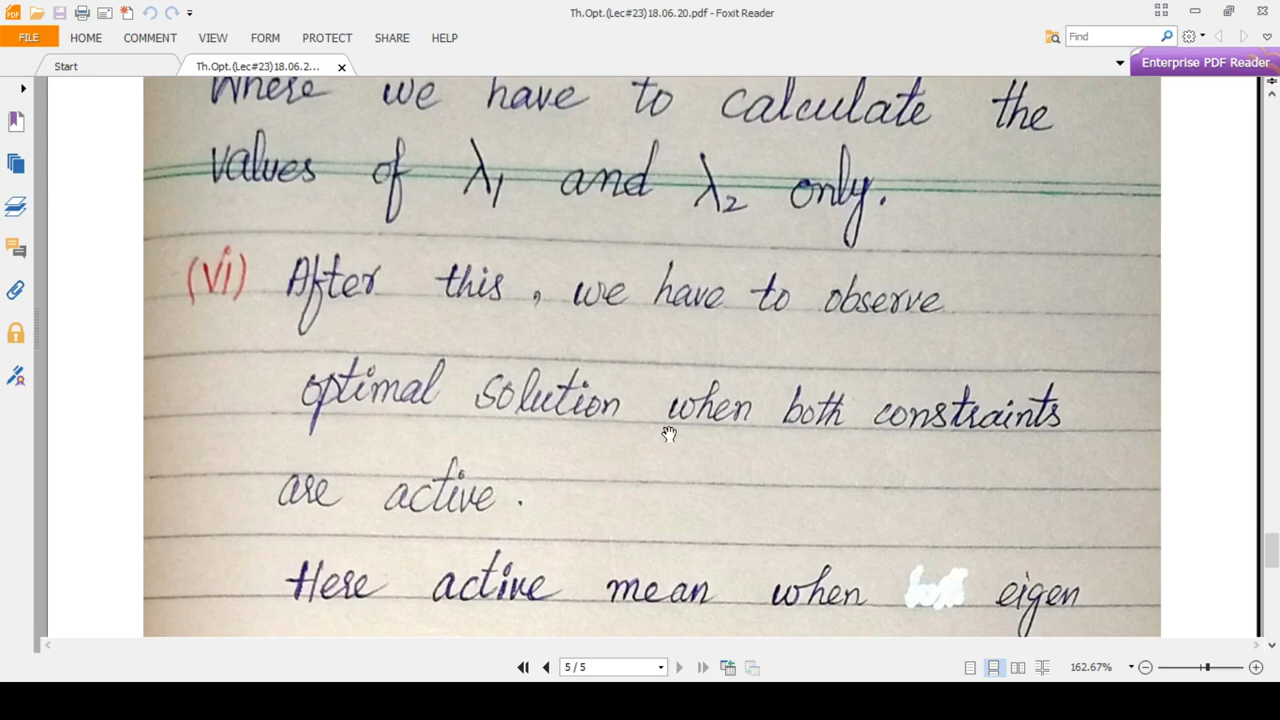 Th.Opt.(Lec#23)18.06.20.pdf - Foxit Reader
FILE HOME COMMENT VIEW FORM PROTECT SHARE HELP
Find
Start
Th.Opt.(Lec#23)18.06.2...
Enterprise PDF Reader
Where we have to calculate the
values of λ1 and λ2 only.
(vi) After this, we have to observe
optimal solution when both constraints
are active.
Here active mean when eigen
5 / 5
162.67%